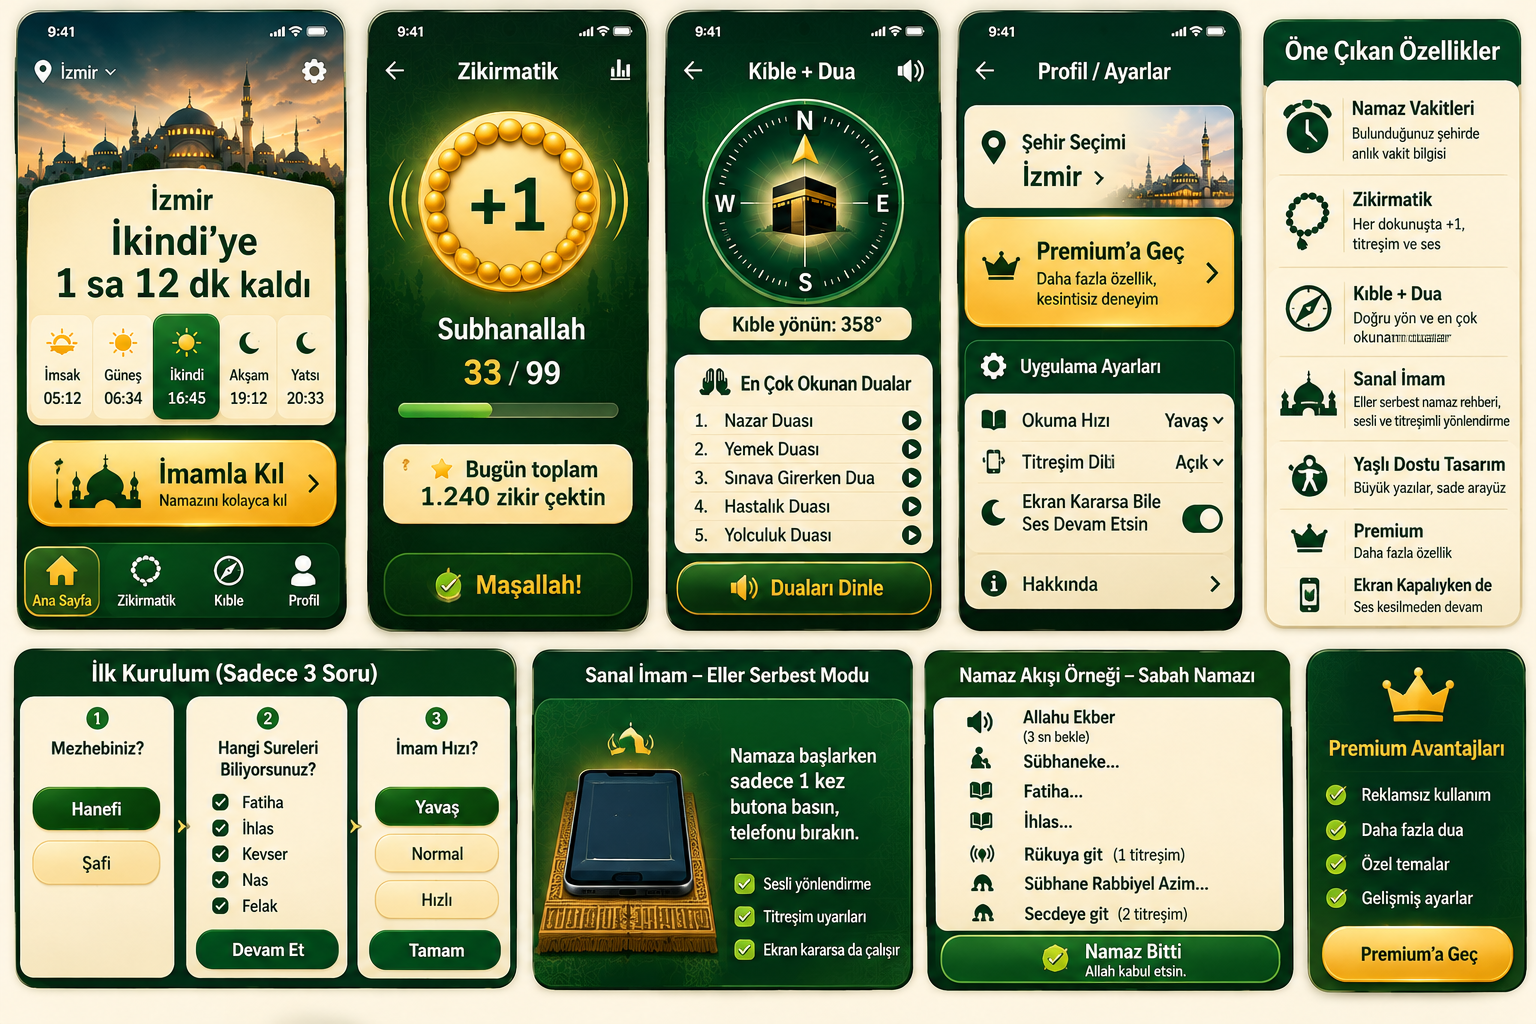 9:41
İzmir
İzmir
İkindi'ye
1 sa 12 dk kaldı
İmsak
05:12
Güneş
06:34
İkindi
16:45
Akşam
19:12
Yatsı
20:33
İmamla Kıl
Namazını kolayca kıl
Ana Sayfa
Zikirmatik
Kıble
Profil
9:41
Zikirmatik
+1
Subhanallah
33 / 99
Bugün toplam
1.240 zikir çektin
Maşallah!
9:41
Kıble + Dua
N
W
E
S
Kıble yönün: 358°
En Çok Okunan Dualar
1. Nazar Duası
2. Yemek Duası
3. Sınava Girerken Dua
4. Hastalık Duası
5. Yolculuk Duası
Duaları Dinle
9:41
Profil / Ayarlar
Şehir Seçimi
İzmir
Premium'a Geç
Daha fazla özellik,
kesintisiz deneyim
Uygulama Ayarları
Okuma Hızı Yavaş
Titreşim Açık
Ekran Kararsa Bile
Ses Devam Etsin
Hakkında
Öne Çıkan Özellikler
Namaz Vakitleri
Bulunduğunuz şehirde
anlık vakit bilgisi
Zikirmatik
Her dokunuşta +1,
titreşim ve ses
Kıble + Dua
Doğru yön ve en çok
Sanal İmam
Eller serbest namaz rehberi,
sesli ve titreşimli yönlendirme
Yaşlı Dostu Tasarım
Büyük yazılar, sade arayüz
Premium
Daha fazla özellik
Ekran Kapalıyken de
Ses kesilmeden devam
İlk Kurulum (Sadece 3 Soru)
1
Mezhebiniz?
Hanefi
Şafi
2
Hangi Sureleri
Biliyorsunuz?
Fatiha
İhlas
Kevser
Nas
Felak
Devam Et
3
İmam Hızı?
Yavaş
Normal
Hızlı
Tamam
Sanal İmam – Eller Serbest Modu
Namaza başlarken
sadece 1 kez
butona basın,
telefonu bırakın.
Sesli yönlendirme
Titreşim uyarıları
Ekran kararsa da çalışır
Namaz Akışı Örneği – Sabah Namazı
Allahu Ekber
(3 sn bekle)
Sübhaneke...
Fatiha...
İhlas...
Rükuya git (1 titreşim)
Sübhane Rabbiyel Azim...
Secdeye git (2 titreşim)
Namaz Bitti
Allah kabul etsin.
Premium Avantajları
Reklamsız kullanım
Daha fazla dua
Özel temalar
Gelişmiş ayarlar
Premium'a Geç